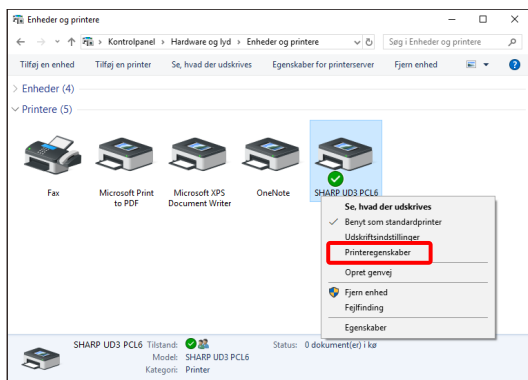 Enheder og printere
Kontrolpanel > Hardware og lyd > Enheder og printere
Søg i Enheder og printere
Tilføj en enhed Tilføj en printer Se, hvad der udskrives Egenskaber for printerserver Fjern enhed
Enheder (4)
Printere (5)
Fax
Microsoft Print
to PDF
Microsoft XPS
Document Writer
OneNote
SHARP UD3 PCL6
Se, hvad der udskrives
Benyt som standardprinter
Udskriftsindstillinger
Printeregenskaber
Opret genvej
Fjern enhed
Fejlfinding
Egenskaber
SHARP UD3 PCL6 Tilstand: Status: 0 dokument(er) i kø
Model: SHARP UD3 PCL6
Kategori: Printer